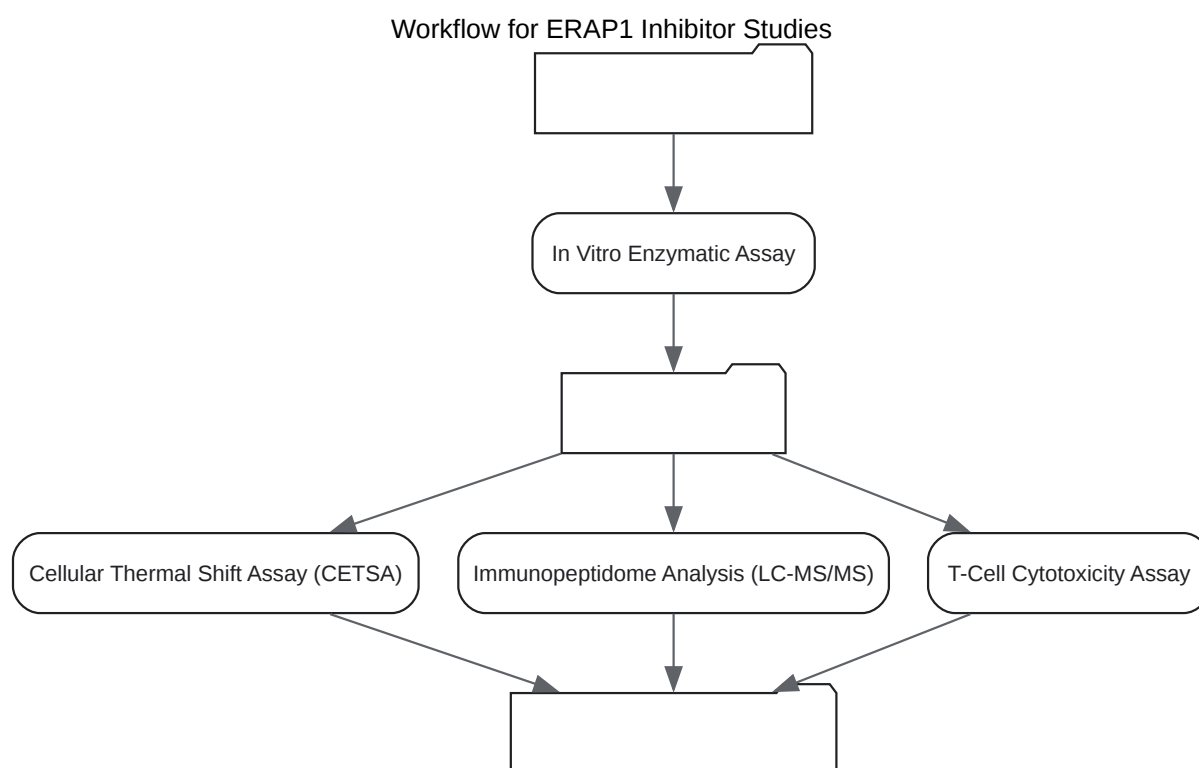 Workflow for ERAP1 Inhibitor Studies
In Vitro Enzymatic Assay
Cellular Thermal Shift Assay (CETSA)
Immunopeptidome Analysis (LC-MS/MS)
T-Cell Cytotoxicity Assay